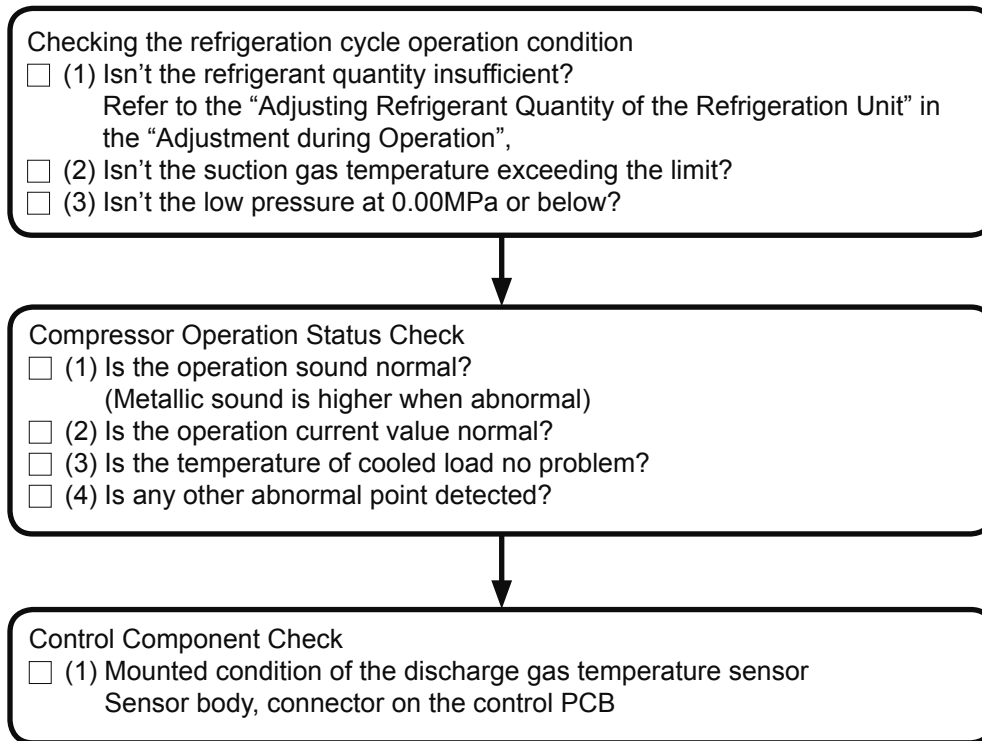 Checking the refrigeration cycle operation condition
□ (1) Isn’t the refrigerant quantity insufficient?
Refer to the “Adjusting Refrigerant Quantity of the Refrigeration Unit” in
the “Adjustment during Operation”,
□ (2) Isn’t the suction gas temperature exceeding the limit?
□ (3) Isn’t the low pressure at 0.00MPa or below?
Compressor Operation Status Check
□ (1) Is the operation sound normal?
(Metallic sound is higher when abnormal)
□ (2) Is the operation current value normal?
□ (3) Is the temperature of cooled load no problem?
□ (4) Is any other abnormal point detected?
Control Component Check
□ (1) Mounted condition of the discharge gas temperature sensor
Sensor body, connector on the control PCB